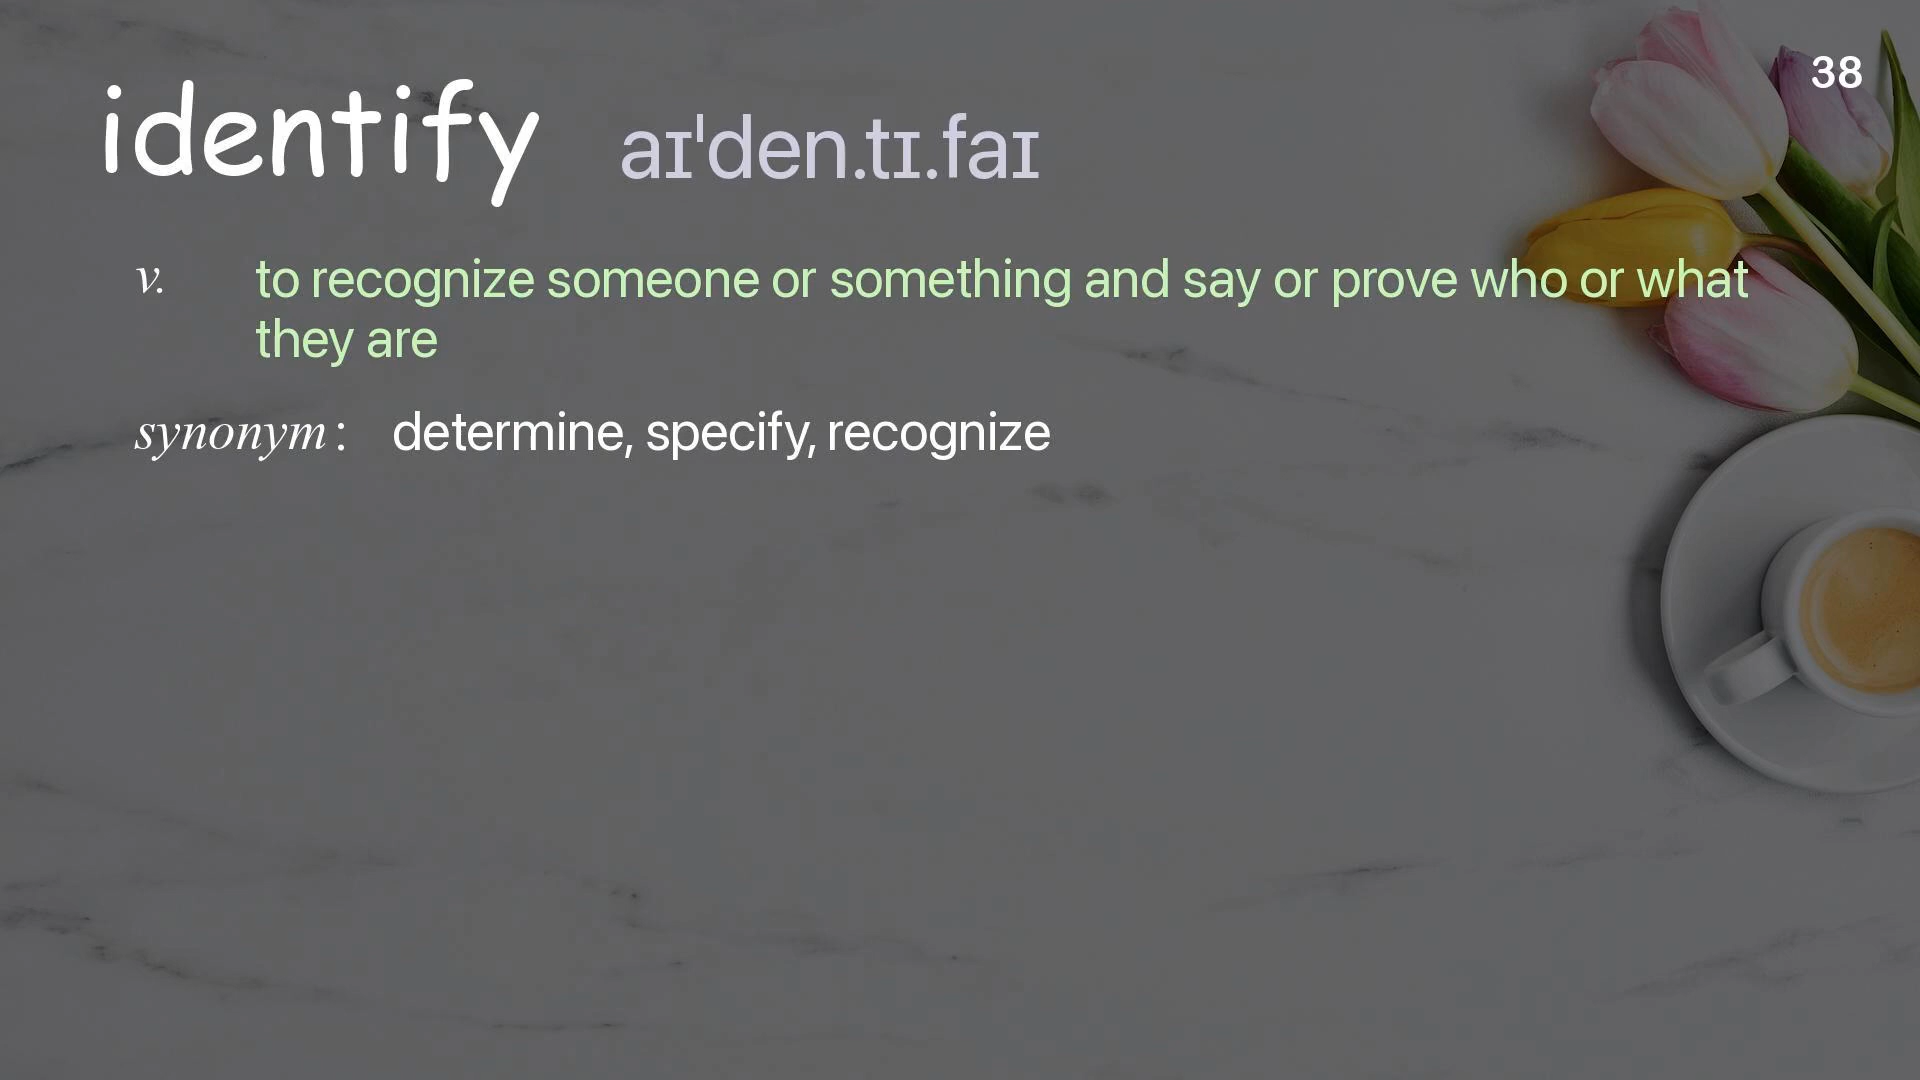 38
identify aɪˈden.tɪ.faɪ
v. to recognize someone or something and say or prove who or what
they are
synonym: determine, specify, recognize